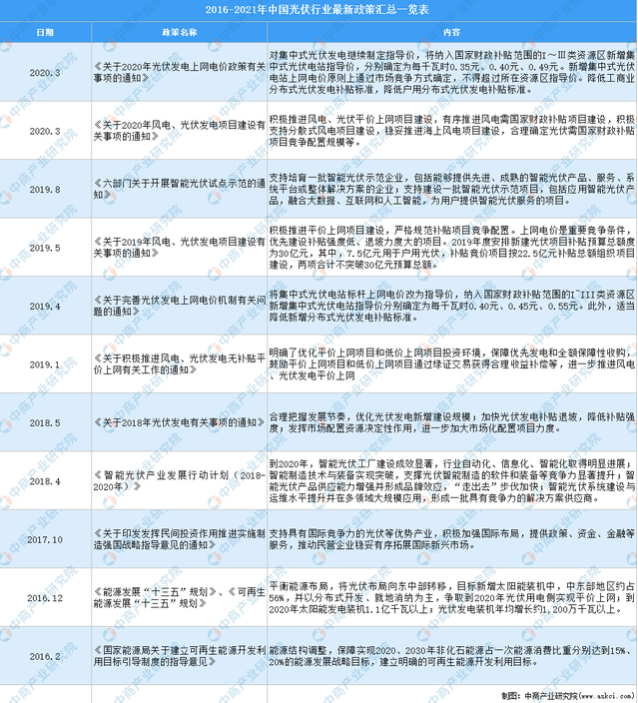 2016-2021年中国光伏行业最新政策汇总一览表
日期
政策名称
内容
2020.3
《关于2020年光伏发电上网电价政策有关
事项的通知》
对集中式光伏发电继续制定指导价，将纳入国家财政补贴范围的I～Ⅲ类资源区新增集
中式光伏电站指导价，分别确定为每千瓦时0.35元、0.40元、0.49元。新增集中式光伏
电站上网电价原则上通过市场竞争方式确定，不得超过所在资源区指导价。降低工商业
分布式光伏发电补贴标准，降低户用分布式光伏发电补贴标准。
2020.3
《关于2020年风电、光伏发电项目建设有
关事项的通知》
积极推进风电、光伏平价上网项目建设，有序推进风电需国家财政补贴项目建设，积极
支持分散式风电项目建设，稳妥推进海上风电项目建设，合理确定光伏需国家财政补贴
项目竞争配置规模等。
2019.8
《六部门关于开展智能光伏试点示范的通
知》
支持培育一批智能光伏示范企业，包括能够提供先进、成熟的智能光伏产品、服务、系
统平台或整体解决方案的企业；支持建设一批智能光伏示范项目，包括应用智能光伏产
品，融合大数据、互联网和人工智能，为用户提供智能光伏服务的项目。
2019.5
《关于2019年风电、光伏发电项目建设有
关事项的通知》
积极推进平价上网项目建设，严格规范补贴项目竞争配置。上网电价是重要竞争条件，
优先建设补贴强度低、退坡力度大的项目。2019年度安排新建光伏项目补贴预算总额度
为30亿元，其中，7.5亿元用于户用光伏，补贴竞价项目按22.5亿元补贴总额组织项目
建设，两项合计不突破30亿元预算总额。
2019.4
《关于完善光伏发电上网电价机制有关问
题的通知》
将集中式光伏电站标杆上网电价改为指导价，纳入国家财政补贴范围的I~III类资源区
新增集中式光伏电站指导价分别确定为每千瓦时0.40元、0.45元、0.55元。此外，适当
降低新增分布式光伏发电补贴标准。
2019.1
《关于积极推进风电、光伏发电无补贴平
价上网有关工作的通知》
明确了优化平价上网项目和低价上网项目投资环境，保障优先发电和全额保障性收购，
鼓励平价上网项目和低价上网项目通过绿证交易获得合理收益补偿等，进一步推进风电
、光伏发电平价上网
2018.5
《关于2018年光伏发电有关事项的通知》
合理把握发展节奏，优化光伏发电新增建设规模；加快光伏发电补贴退坡，降低补贴强
度；发挥市场配置资源决定性作用，进一步加大市场化配置项目力度。
2018.4
《智能光伏产业发展行动计划（2018-
2020年）》
到2020年，智能光伏工厂建设成效显著，行业自动化、信息化、智能化取得明显进展；
智能制造技术与装备实现突破，支撑光伏智能制造的软件和装备等竞争力显著提升；智
能光伏产品供应能力增强并形成品牌效应，“走出去”步伐加快；智能光伏系统建设与
运维水平提升并在多领域大规模应用，形成一批具有竞争力的解决方案供应商。
2017.10
《关于印发发挥民间投资作用推进实施制
造强国战略指导意见的通知》
支持具有国际竞争力的光伏等优势产业，积极加强国际布局，提供政策、资金、金融等
服务，推动民营企业稳妥有序拓展国际新兴市场。
2016.12
《能源发展“十三五”规划》、《可再生
能源发展“十三五”规划》
平衡能源布局，将光伏布局向东中部转移，目标新增太阳能装机中，中东部地区约占
56%，并以分布式开发、就地消纳为主，争取到2020年光伏用电侧实现平价上网；到
2020年太阳能发电装机1.1亿千瓦以上；光伏发电装机年均增长约1,200万千瓦以上。
2016.2
《国家能源局关于建立可再生能源开发利
用目标引导制度的指导意见》
能源结构调整，保障实现2020、2030年非化石能源占一次能源消费比重分别达到15%、
20%的能源发展战略目标，建立明确的可再生能源开发利用目标。
制图：中商产业研究院(www.askci.com)